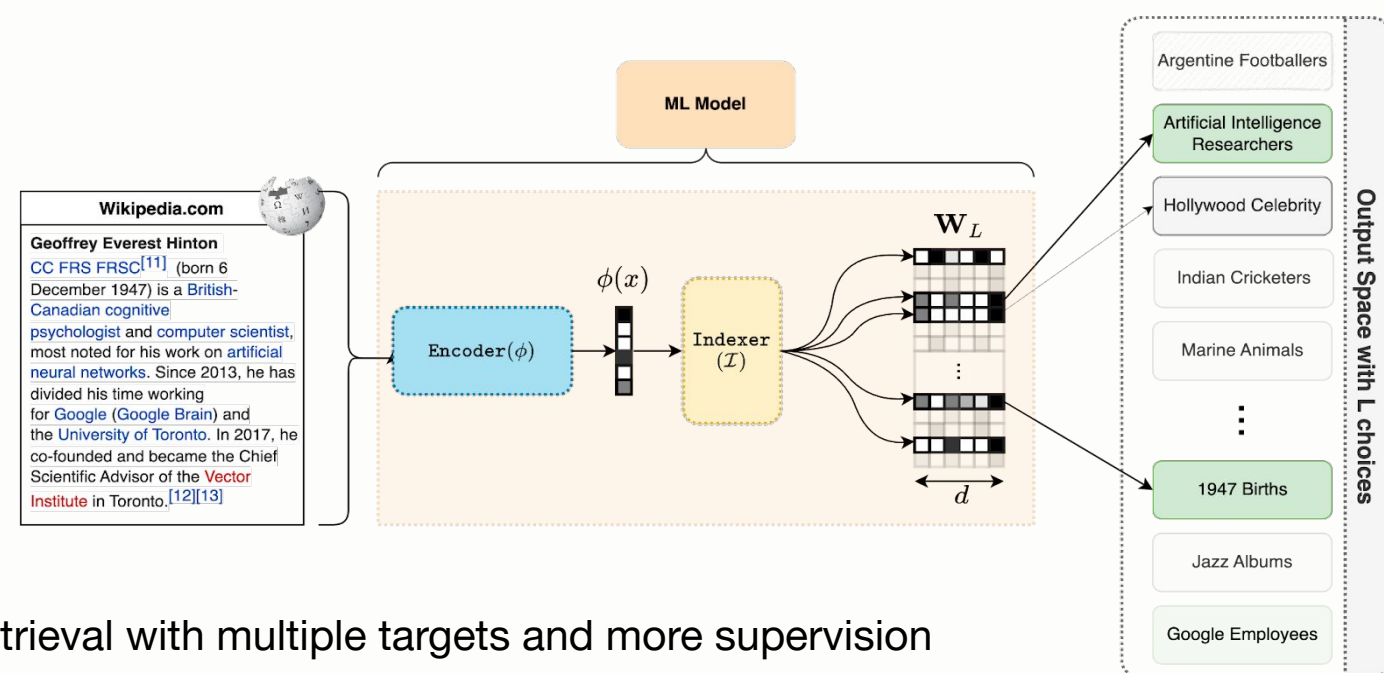 ML Model
Wikipedia.com
Geoffrey Everest Hinton
CC FRS FRSC[11] (born 6
December 1947) is a British-
Canadian cognitive
psychologist and computer scientist,
most noted for his work on artificial
neural networks. Since 2013, he has
divided his time working
for Google (Google Brain) and
the University of Toronto. In 2017, he
co-founded and became the Chief
Scientific Advisor of the Vector
Institute in Toronto.[12][13]
Encoder(ϕ)
ϕ(x)
Indexer
(ℐ)
W_L
⋮
d
Argentine Footballers
Artificial Intelligence
Researchers
Hollywood Celebrity
Indian Cricketers
Marine Animals
⋮
1947 Births
Jazz Albums
Google Employees
Output Space with L choices
trieval with multiple targets and more supervision